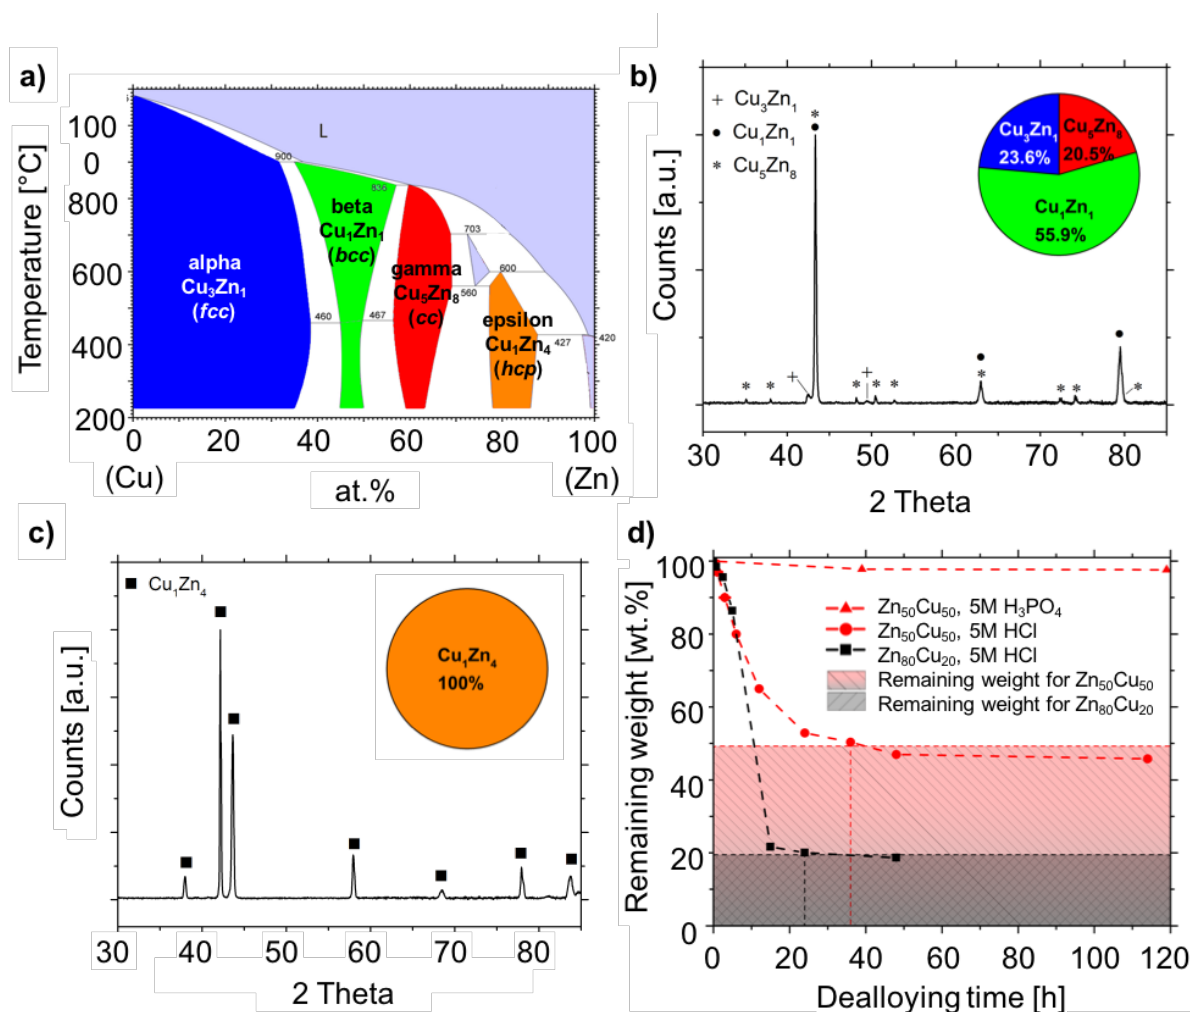 a)
Temperature [°C]
100
0
800
600
400
200
L
900
836
703
600
560
460
467
427
420
alpha
Cu₃Zn₁
(fcc)
beta
Cu₁Zn₁
(bcc)
gamma
Cu₅Zn₈
(cc)
epsilon
Cu₁Zn₄
(hcp)
0 20 40 60 80 100
(Cu) at.% (Zn)
b)
Counts [a.u.]
+ Cu₃Zn₁
● Cu₁Zn₁
* Cu₅Zn₈
Cu₃Zn₁
23.6%
Cu₅Zn₈
20.5%
Cu₁Zn₁
55.9%
30 40 50 60 70 80
2 Theta
c)
Counts [a.u.]
■ Cu₁Zn₄
Cu₁Zn₄
100%
30 40 50 60 70 80
2 Theta
d)
Remaining weight [wt.%]
100
80
60
40
20
0
Zn₅₀Cu₅₀, 5M H₃PO₄
Zn₅₀Cu₅₀, 5M HCl
Zn₈₀Cu₂₀, 5M HCl
Remaining weight for Zn₅₀Cu₅₀
Remaining weight for Zn₈₀Cu₂₀
0 20 40 60 80 100 120
Dealloying time [h]